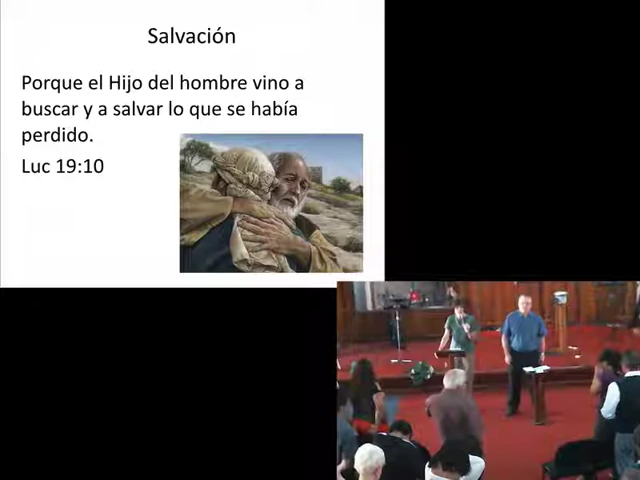 Salvación
Porque el Hijo del hombre vino a
buscar y a salvar lo que se había
perdido.
Luc 19:10